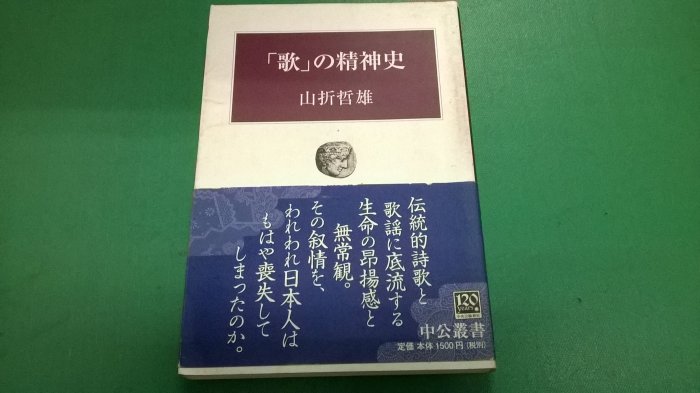 「歌」の精神史
山折哲雄
伝統的詩歌と
歌謡に底流する
生命の昂揚感と
無常観。
その叙情を、
われわれ日本人は
もはや喪失して
しまったのか。
120
years
中公叢書
定価 本体1500円(税別)